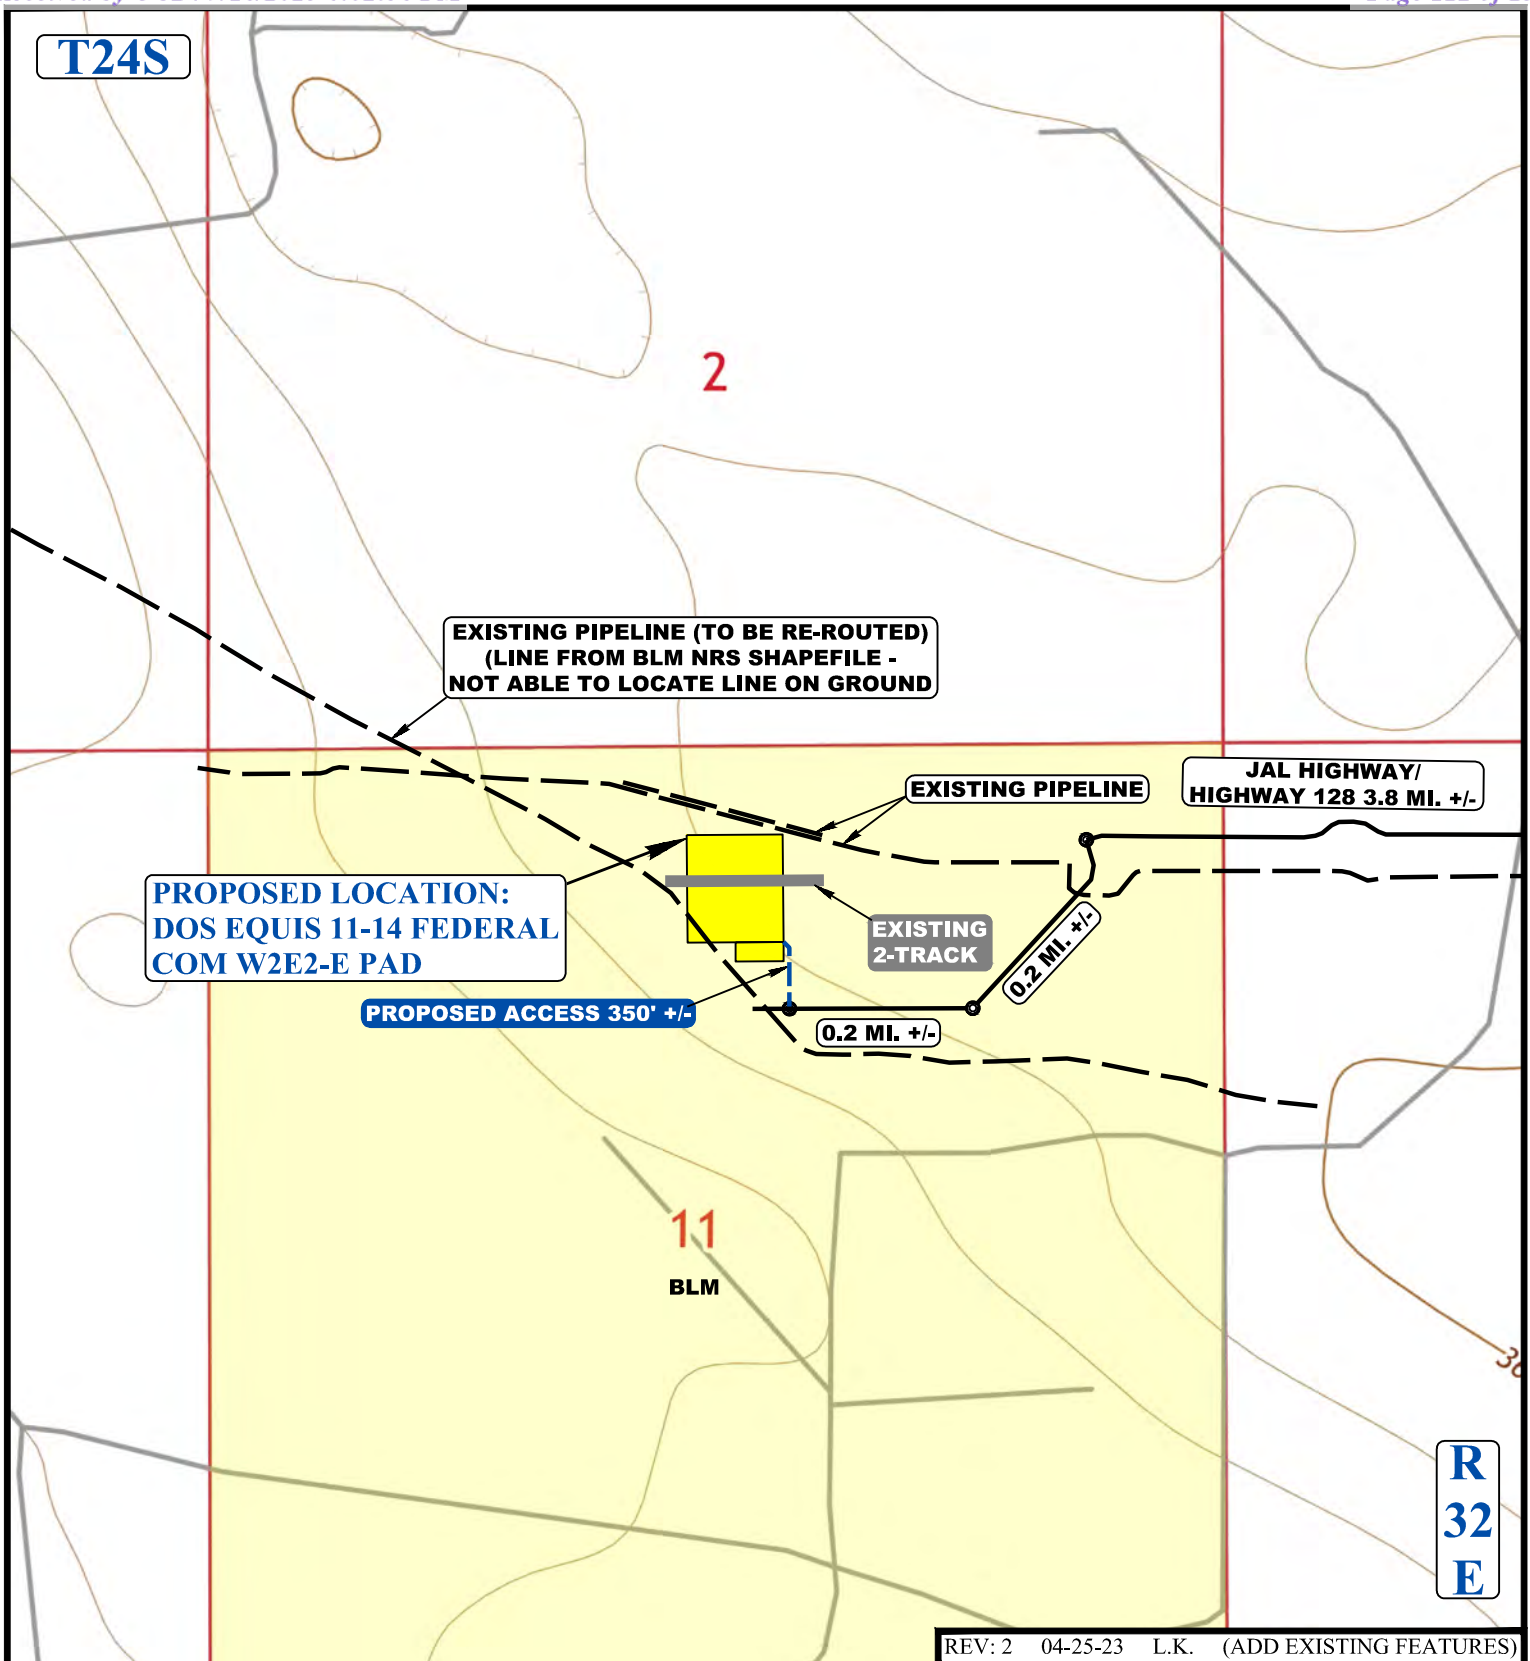 T24S
2
EXISTING PIPELINE (TO BE RE-ROUTED)
(LINE FROM BLM NRS SHAPEFILE -
NOT ABLE TO LOCATE LINE ON GROUND
EXISTING PIPELINE
JAL HIGHWAY/
HIGHWAY 128 3.8 MI. +/-
PROPOSED LOCATION:
DOS EQUIS 11-14 FEDERAL
COM W2E2-E PAD
EXISTING
2-TRACK
0.2 MI. +/-
PROPOSED ACCESS 350' +/-
0.2 MI. +/-
11
BLM
R
32
E
REV: 2 04-25-23 L.K. (ADD EXISTING FEATURES)